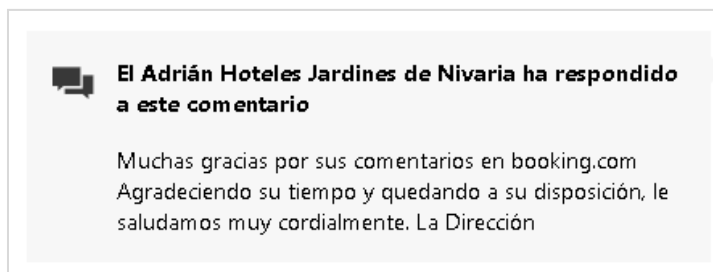 El Adrián Hoteles Jardines de Nivaria ha respondido
a este comentario
Muchas gracias por sus comentarios en booking.com
Agradeciendo su tiempo y quedando a su disposición, le
saludamos muy cordialmente. La Dirección